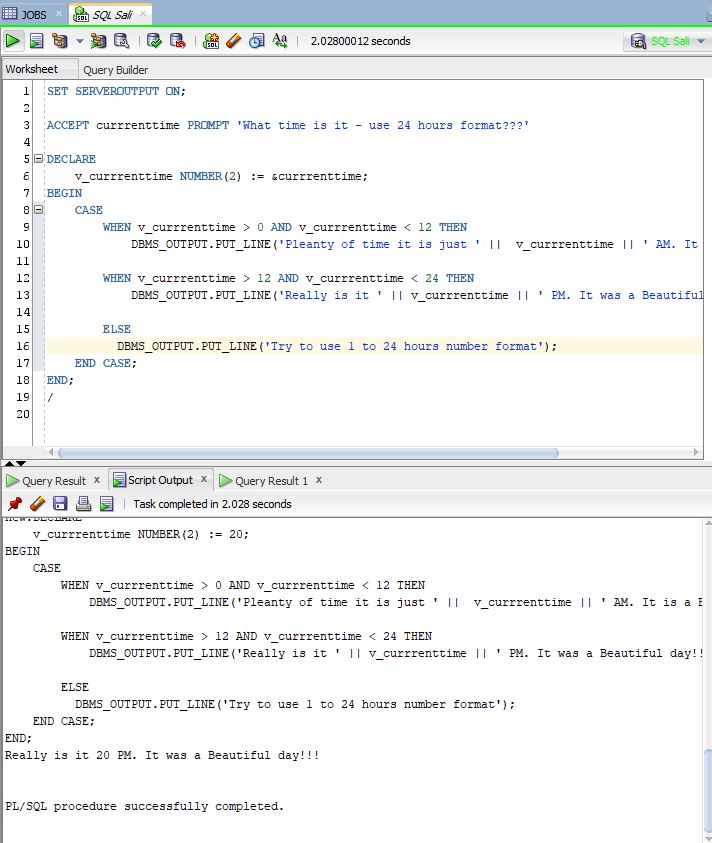 JOBS SQL Sali
2.02800012 seconds SQL Sali
Worksheet Query Builder
1 SET SERVEROUTPUT ON;
2
3 ACCEPT currrenttime PROMPT 'What time is it - use 24 hours format???'
4
5 DECLARE
6 v_currrenttime NUMBER(2) := &currrenttime;
7 BEGIN
8 CASE
9 WHEN v_currrenttime > 0 AND v_currrenttime < 12 THEN
10 DBMS_OUTPUT.PUT_LINE('Pleanty of time it is just ' || v_currrenttime || ' AM. It
11
12 WHEN v_currrenttime > 12 AND v_currrenttime < 24 THEN
13 DBMS_OUTPUT.PUT_LINE('Really is it ' || v_currrenttime || ' PM. It was a Beautiful
14
15 ELSE
16 DBMS_OUTPUT.PUT_LINE('Try to use 1 to 24 hours number format');
17 END CASE;
18 END;
19 /
20
Query Result Script Output Query Result 1
Task completed in 2.028 seconds
new:DECLARE
v_currrenttime NUMBER(2) := 20;
BEGIN
CASE
WHEN v_currrenttime > 0 AND v_currrenttime < 12 THEN
DBMS_OUTPUT.PUT_LINE('Pleanty of time it is just ' || v_currrenttime || ' AM. It is a
WHEN v_currrenttime > 12 AND v_currrenttime < 24 THEN
DBMS_OUTPUT.PUT_LINE('Really is it ' || v_currrenttime || ' PM. It was a Beautiful day!!
ELSE
DBMS_OUTPUT.PUT_LINE('Try to use 1 to 24 hours number format');
END CASE;
END;
Really is it 20 PM. It was a Beautiful day!!!
PL/SQL procedure successfully completed.